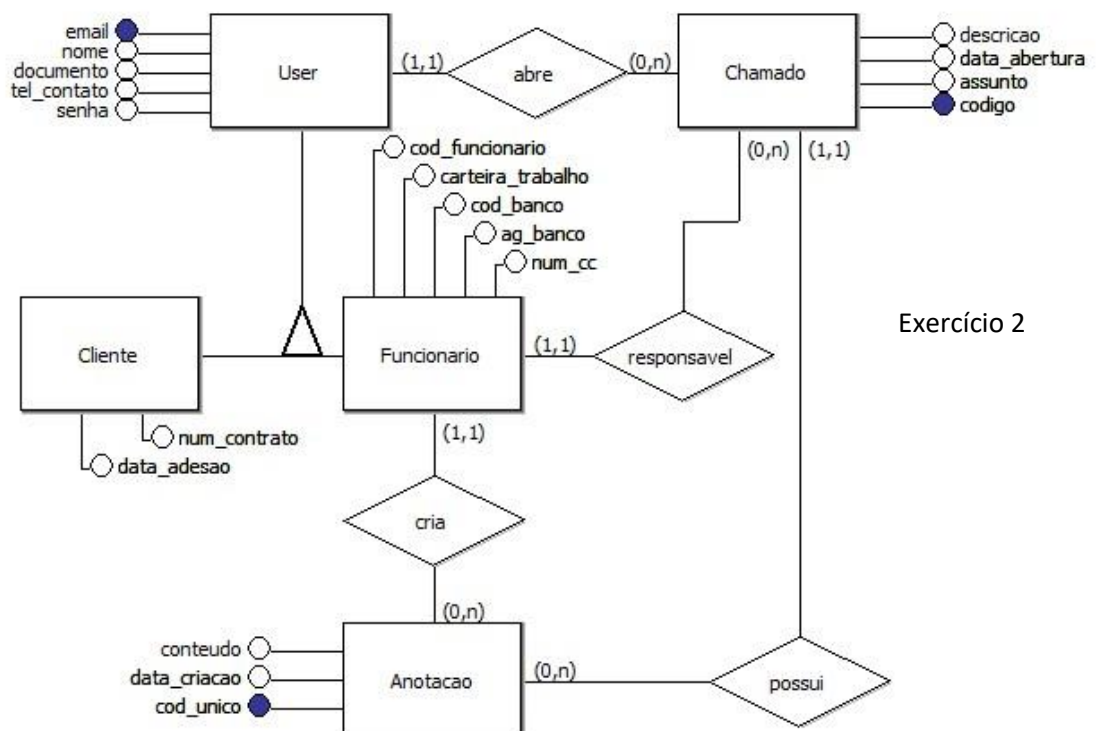 email
nome
documento
tel_contato
senha
User
(1,1)
abre
(0,n)
Chamado
descricao
data_abertura
assunto
codigo
(0,n)
(1,1)
cod_funcionario
carteira_trabalho
cod_banco
ag_banco
num_cc
Cliente
Funcionario
(1,1)
responsavel
Exercício 2
num_contrato
data_adesao
(1,1)
cria
(0,n)
conteudo
data_criacao
cod_unico
Anotacao
(0,n)
possui